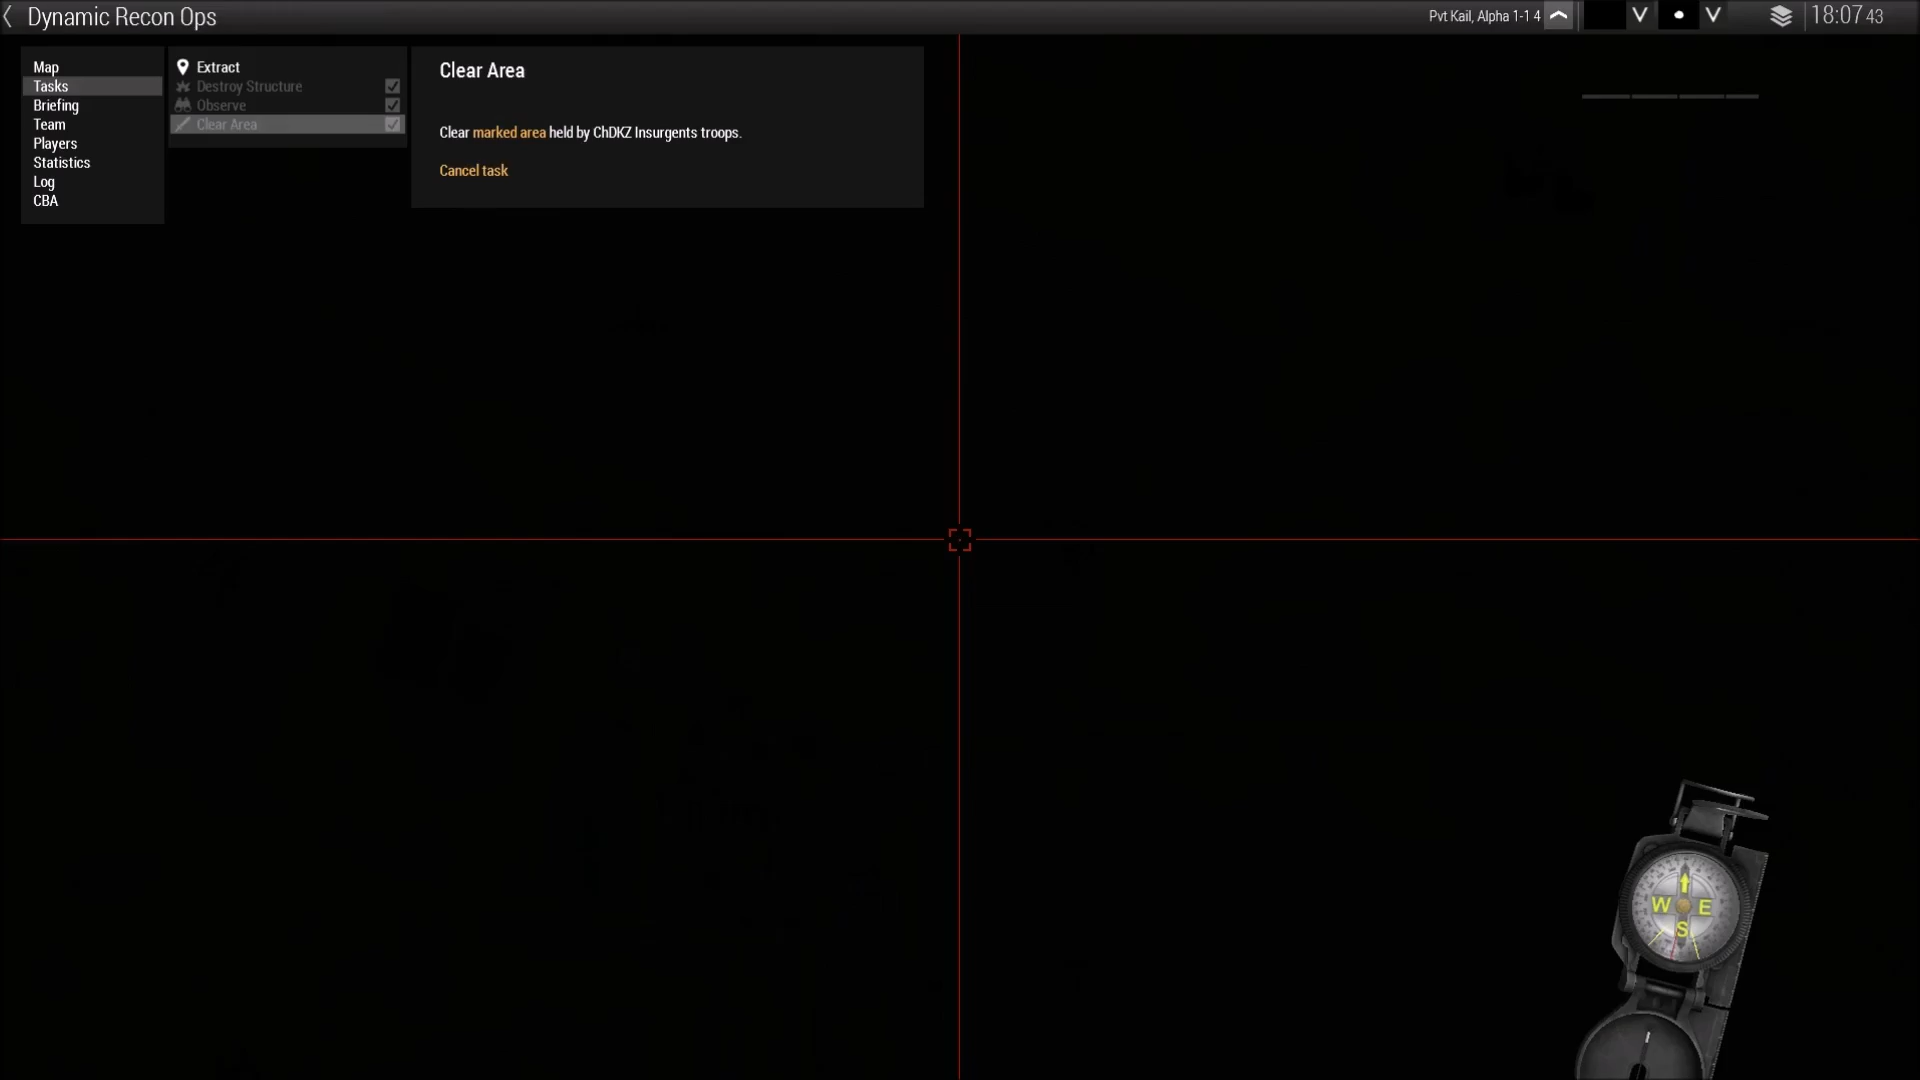 Dynamic Recon Ops
Pvt Kail, Alpha 1-1 4
18:07 43
Map
Tasks
Briefing
Team
Players
Statistics
Log
CBA
Extract
Destroy Structure
Observe
Clear Area
Clear Area
Clear marked area held by ChDKZ Insurgents troops.
Cancel task
W E
S